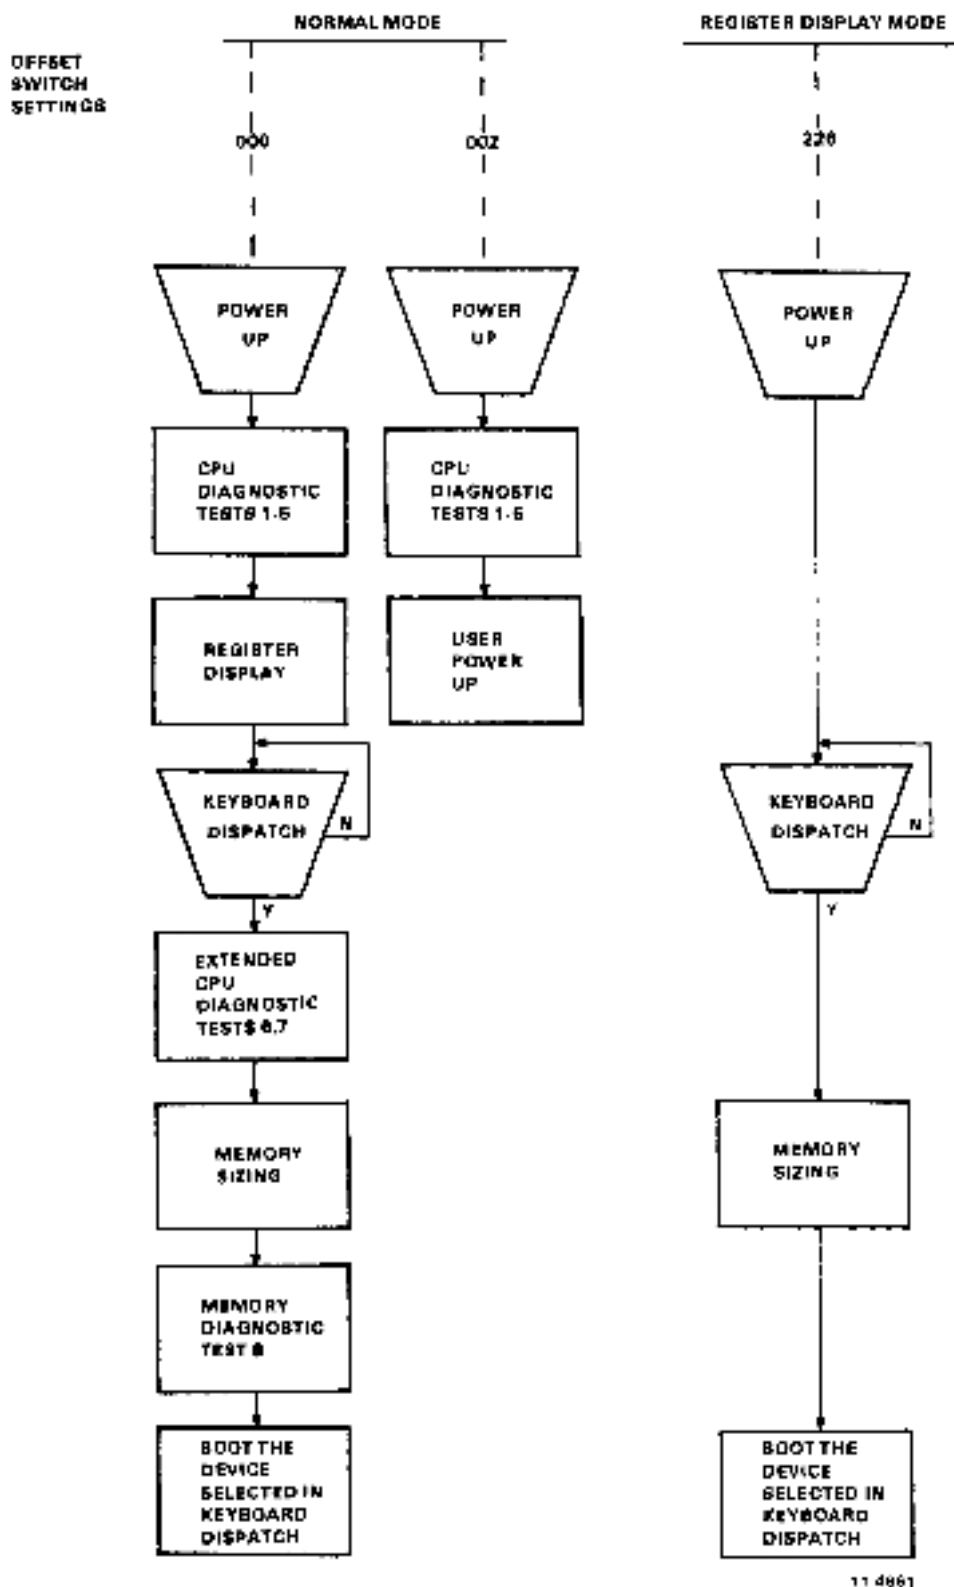 NORMAL MODE
REGISTER DISPLAY MODE
OFFSET
SWITCH
SETTINGS
000
002
226
POWER
UP
POWER
UP
POWER
UP
CPU
DIAGNOSTIC
TESTS 1-5
CPU
DIAGNOSTIC
TESTS 1-5
REGISTER
DISPLAY
USER
POWER
UP
KEYBOARD
DISPATCH
N
Y
KEYBOARD
DISPATCH
N
Y
EXTENDED
CPU
DIAGNOSTIC
TESTS 6,7
MEMORY
SIZING
MEMORY
SIZING
MEMORY
DIAGNOSTIC
TEST
BOOT THE
DEVICE
SELECTED IN
KEYBOARD
DISPATCH
BOOT THE
DEVICE
SELECTED IN
KEYBOARD
DISPATCH